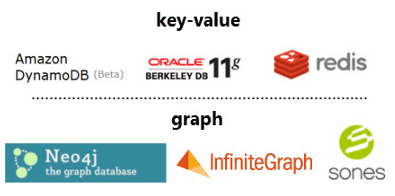 key-value
Amazon
DynamoDB (Beta)
ORACLE
BERKELEY DB 11g
redis
graph
Neo4j
the graph database
InfiniteGraph
sones